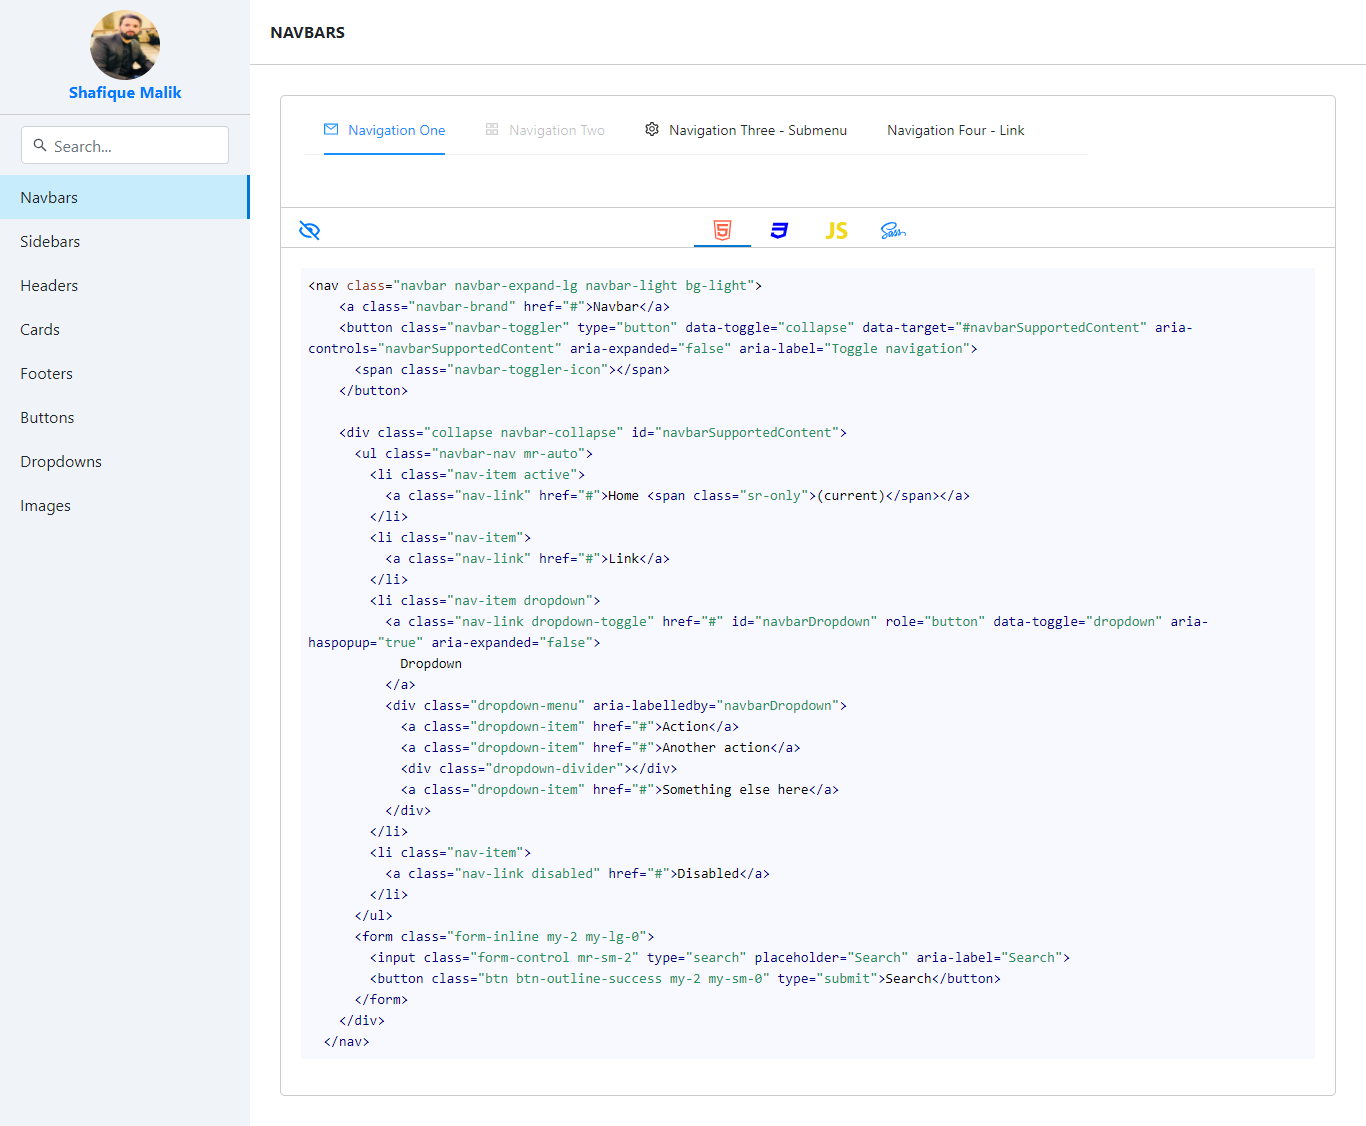 Shafique Malik
Search...
Navbars
Sidebars
Headers
Cards
Footers
Buttons
Dropdowns
Images
NAVBARS
Navigation One
Navigation Two
Navigation Three - Submenu
Navigation Four - Link
5
3
JS
Sass
<nav class="navbar navbar-expand-lg navbar-light bg-light">
    <a class="navbar-brand" href="#">Navbar</a>
    <button class="navbar-toggler" type="button" data-toggle="collapse" data-target="#navbarSupportedContent" aria-
controls="navbarSupportedContent" aria-expanded="false" aria-label="Toggle navigation">
      <span class="navbar-toggler-icon"></span>
    </button>

    <div class="collapse navbar-collapse" id="navbarSupportedContent">
      <ul class="navbar-nav mr-auto">
        <li class="nav-item active">
          <a class="nav-link" href="#">Home <span class="sr-only">(current)</span></a>
        </li>
        <li class="nav-item">
          <a class="nav-link" href="#">Link</a>
        </li>
        <li class="nav-item dropdown">
          <a class="nav-link dropdown-toggle" href="#" id="navbarDropdown" role="button" data-toggle="dropdown" aria-
haspopup="true" aria-expanded="false">
            Dropdown
          </a>
          <div class="dropdown-menu" aria-labelledby="navbarDropdown">
            <a class="dropdown-item" href="#">Action</a>
            <a class="dropdown-item" href="#">Another action</a>
            <div class="dropdown-divider"></div>
            <a class="dropdown-item" href="#">Something else here</a>
          </div>
        </li>
        <li class="nav-item">
          <a class="nav-link disabled" href="#">Disabled</a>
        </li>
      </ul>
      <form class="form-inline my-2 my-lg-0">
        <input class="form-control mr-sm-2" type="search" placeholder="Search" aria-label="Search">
        <button class="btn btn-outline-success my-2 my-sm-0" type="submit">Search</button>
      </form>
    </div>
  </nav>